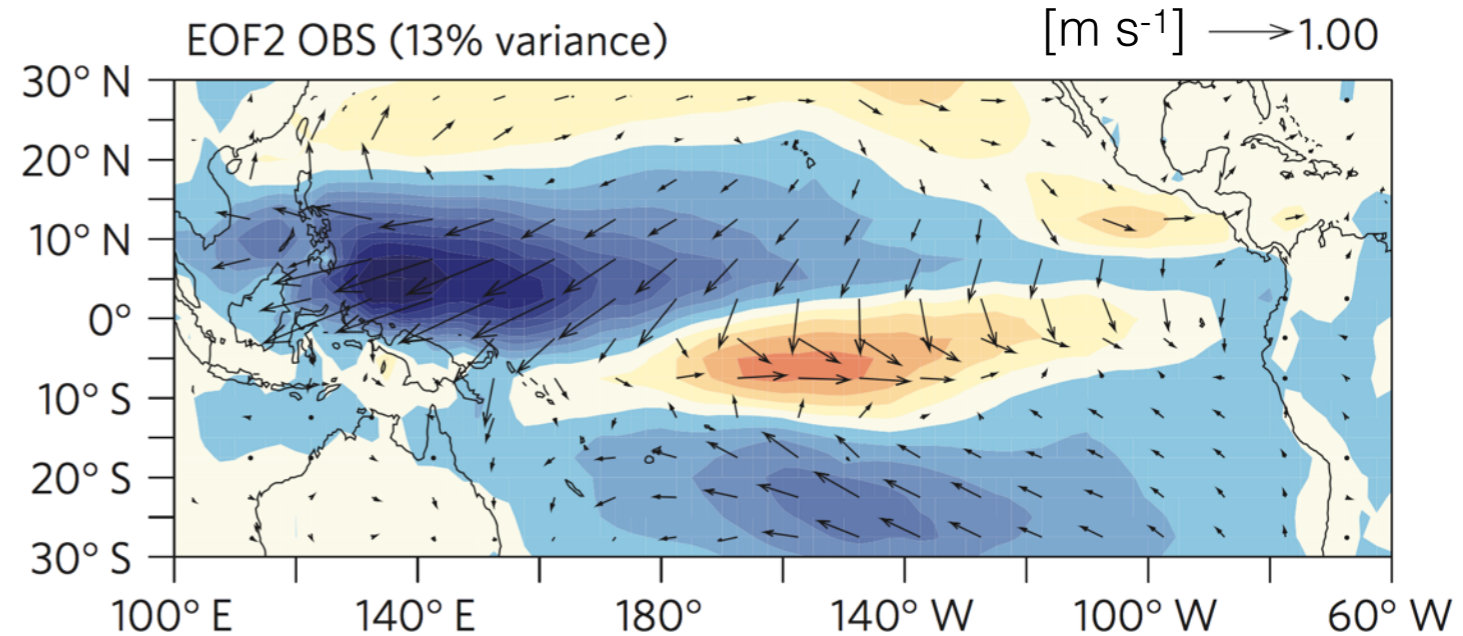 EOF2 OBS (13% variance)
[m s-1] 1.00
30° N
20° N
10° N
0°
10° S
20° S
30° S
100° E 140° E 180° 140° W 100° W 60° W